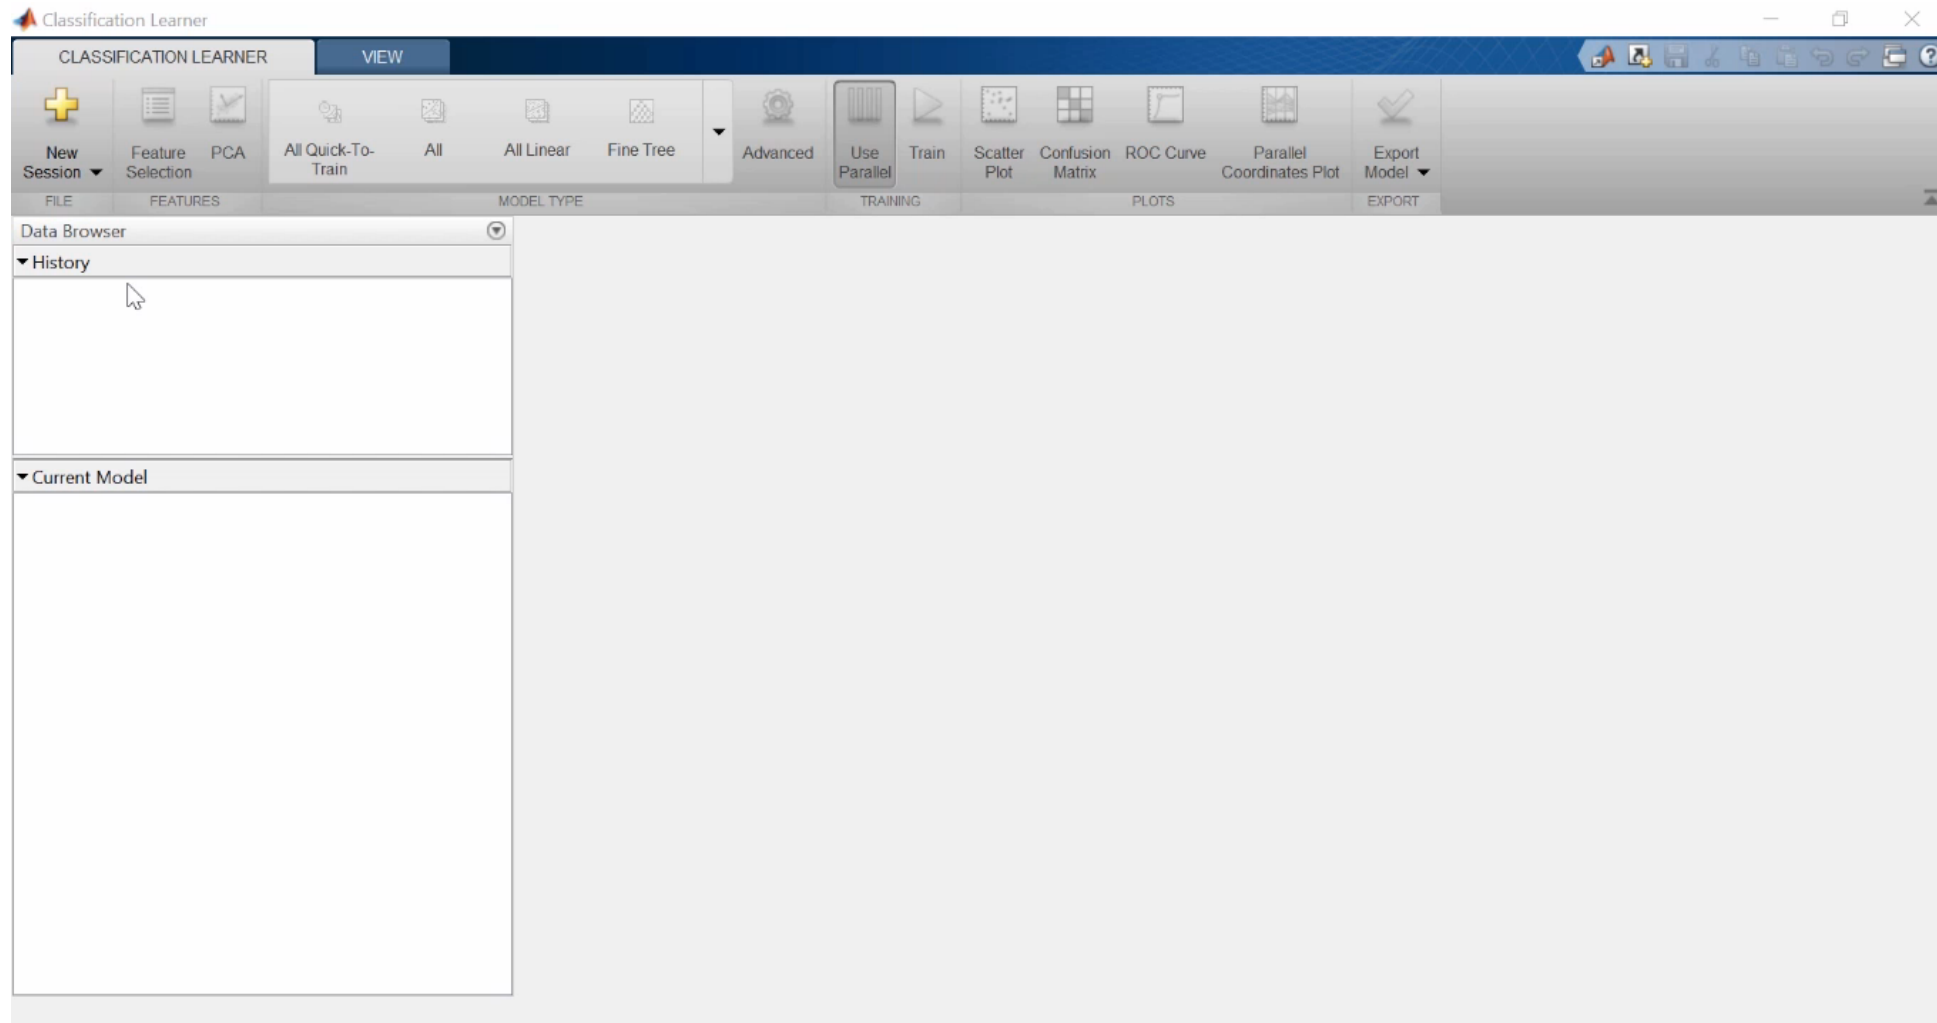 Classification Learner
CLASSIFICATION LEARNER VIEW
New Session
Feature Selection
PCA
All Quick-To-Train
All
All Linear
Fine Tree
Advanced
Use Parallel
Train
Scatter Plot
Confusion Matrix
ROC Curve
Parallel Coordinates Plot
Export Model
FILE FEATURES MODEL TYPE TRAINING PLOTS EXPORT
Data Browser
History
Current Model